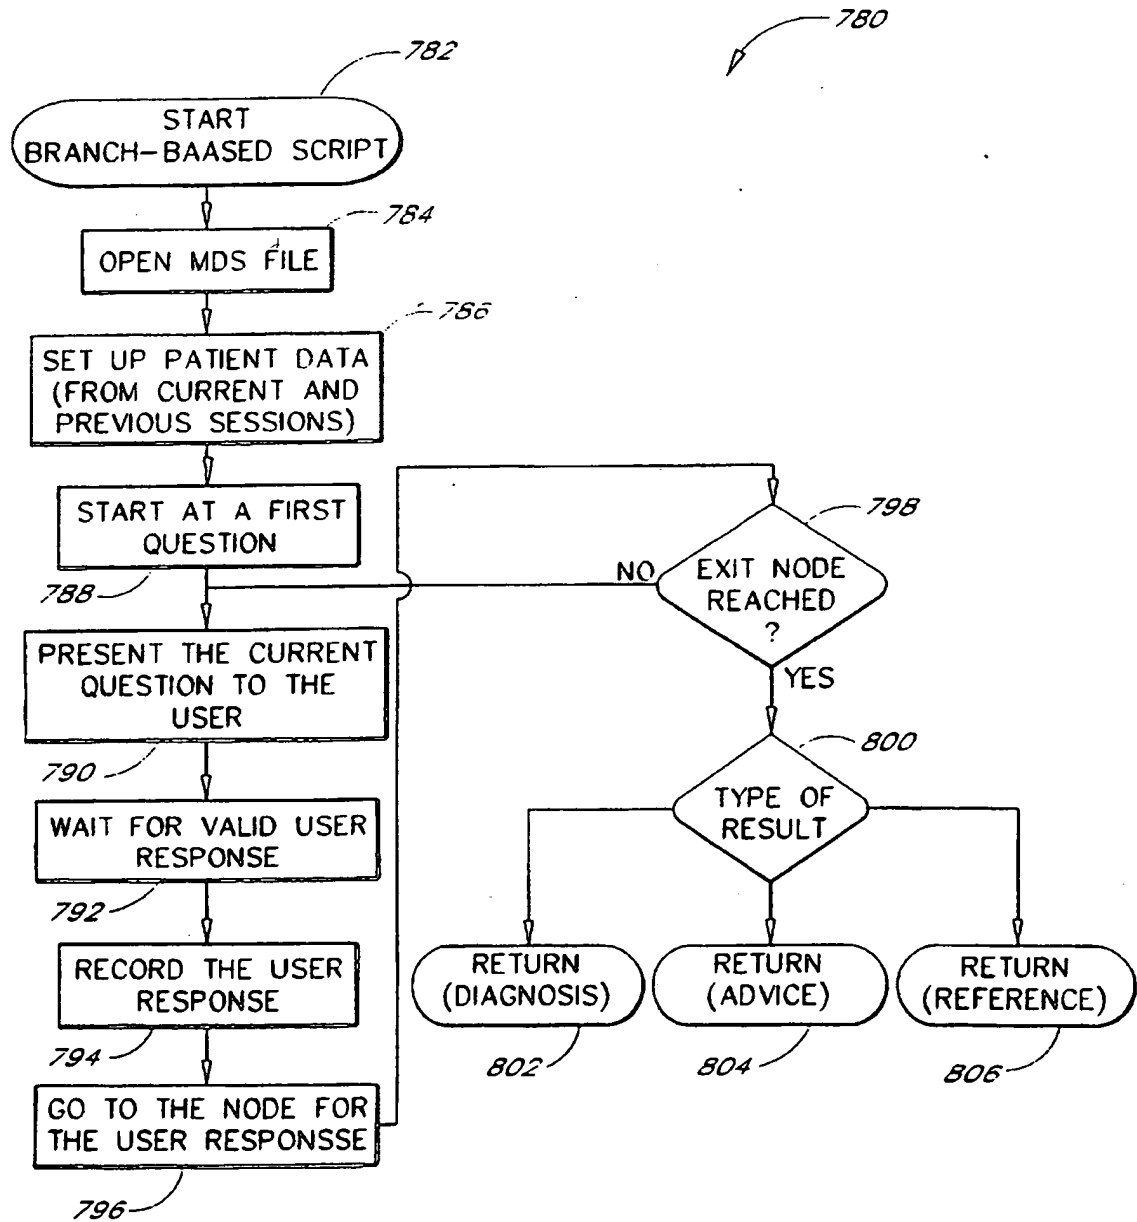 780
782
START
BRANCH-BAASED SCRIPT
784
OPEN MDS FILE
786
SET UP PATIENT DATA
(FROM CURRENT AND
PREVIOUS SESSIONS)
START AT A FIRST
QUESTION
788
PRESENT THE CURRENT
QUESTION TO THE
USER
790
WAIT FOR VALID USER
RESPONSE
792
RECORD THE USER
RESPONSE
794
GO TO THE NODE FOR
THE USER RESPONSSE
796
798
NO
EXIT NODE
REACHED
?
YES
800
TYPE OF
RESULT
RETURN
(DIAGNOSIS)
802
RETURN
(ADVICE)
804
RETURN
(REFERENCE)
806